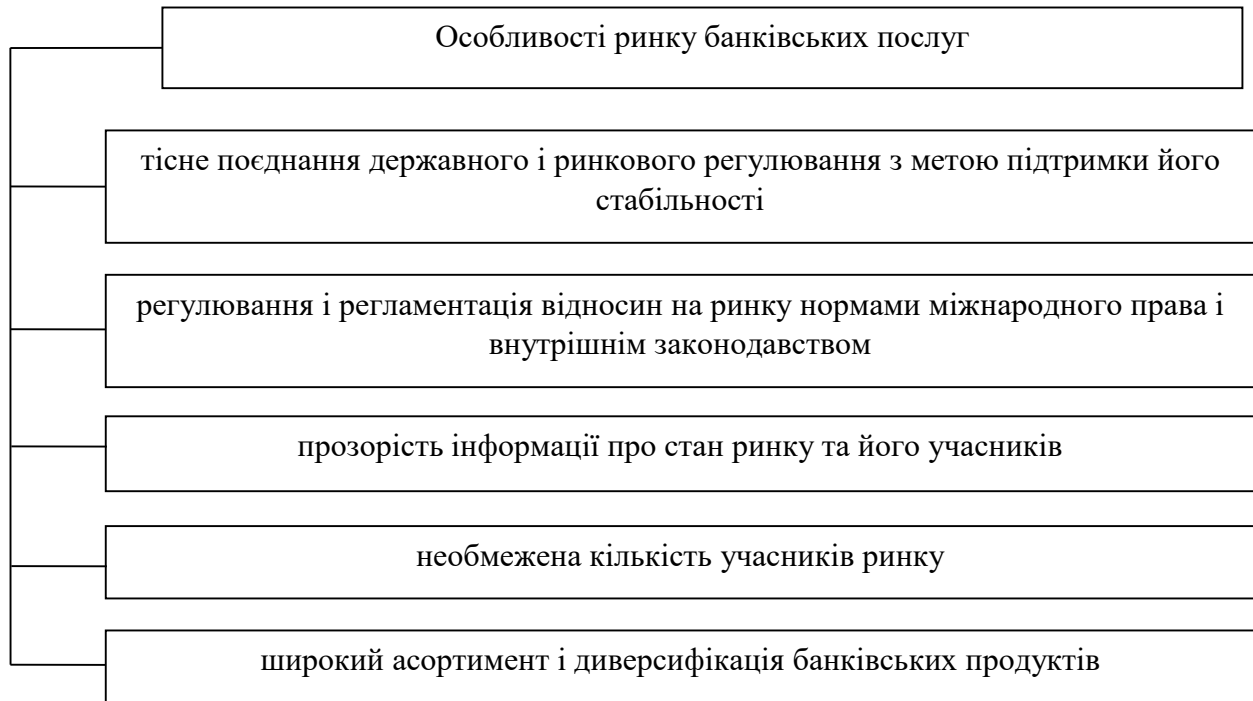 Особливості ринку банківських послуг
тісне поєднання державного і ринкового регулювання з метою підтримки його
стабільності
регулювання і регламентація відносин на ринку нормами міжнародного права і
внутрішнім законодавством
прозорість інформації про стан ринку та його учасників
необмежена кількість учасників ринку
широкий асортимент і диверсифікація банківських продуктів